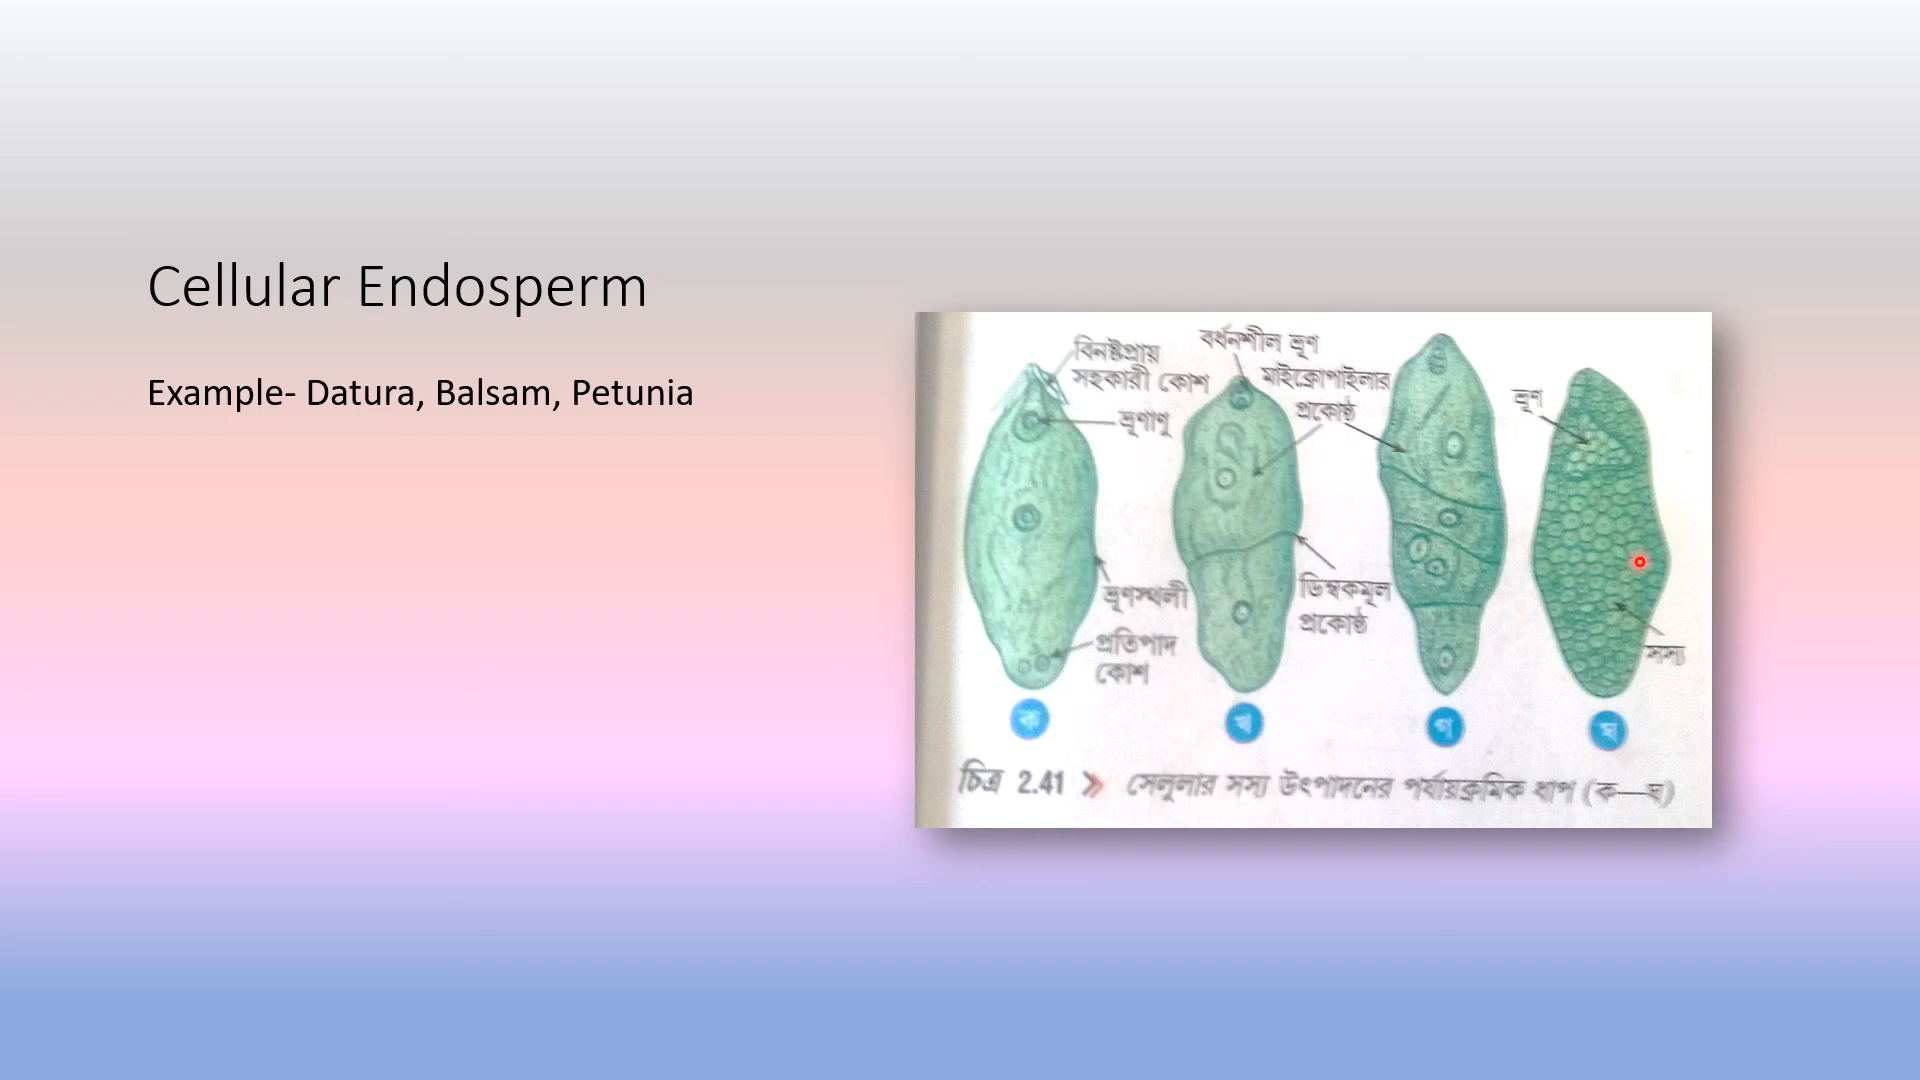 Cellular Endosperm
Example- Datura, Balsam, Petunia
বিনষ্টপ্রায়
সহকারী কোশ
ভ্রূণাণু
ভ্রূণস্থলী
প্রতিপাদ
কোশ
বর্ধনশীল ভ্রূণ
মাইক্রোপাইলার
প্রকোষ্ঠ
ডিম্বকমূল
প্রকোষ্ঠ
ভ্রূণ
সস্য
ক
খ
গ
ঘ
চিত্র 2.41 » সেলুলার সস্য উৎপাদনের পর্যায়ক্রমিক ধাপ (ক—ঘ)